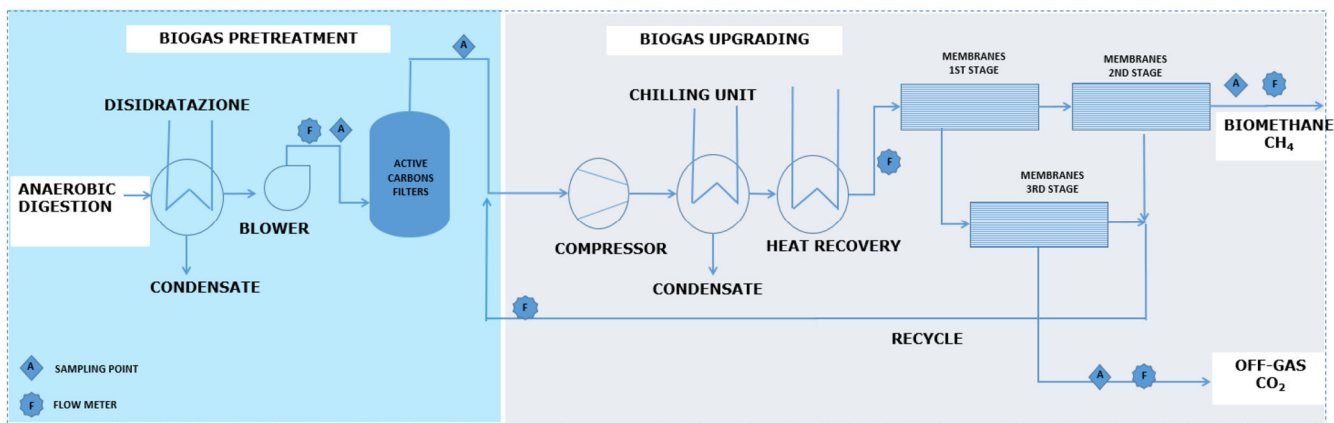 BIOGAS PRETREATMENT
BIOGAS UPGRADING
A
MEMBRANES
1ST STAGE
MEMBRANES
2ND STAGE
DISIDRATAZIONE
CHILLING UNIT
A
F
F
A
BIOMETHANE
CH₄
ACTIVE
CARBONS
FILTERS
F
ANAEROBIC
DIGESTION
MEMBRANES
3RD STAGE
BLOWER
COMPRESSOR
HEAT RECOVERY
CONDENSATE
CONDENSATE
F
RECYCLE
A
SAMPLING POINT
F
FLOW METER
A
F
OFF-GAS
CO₂